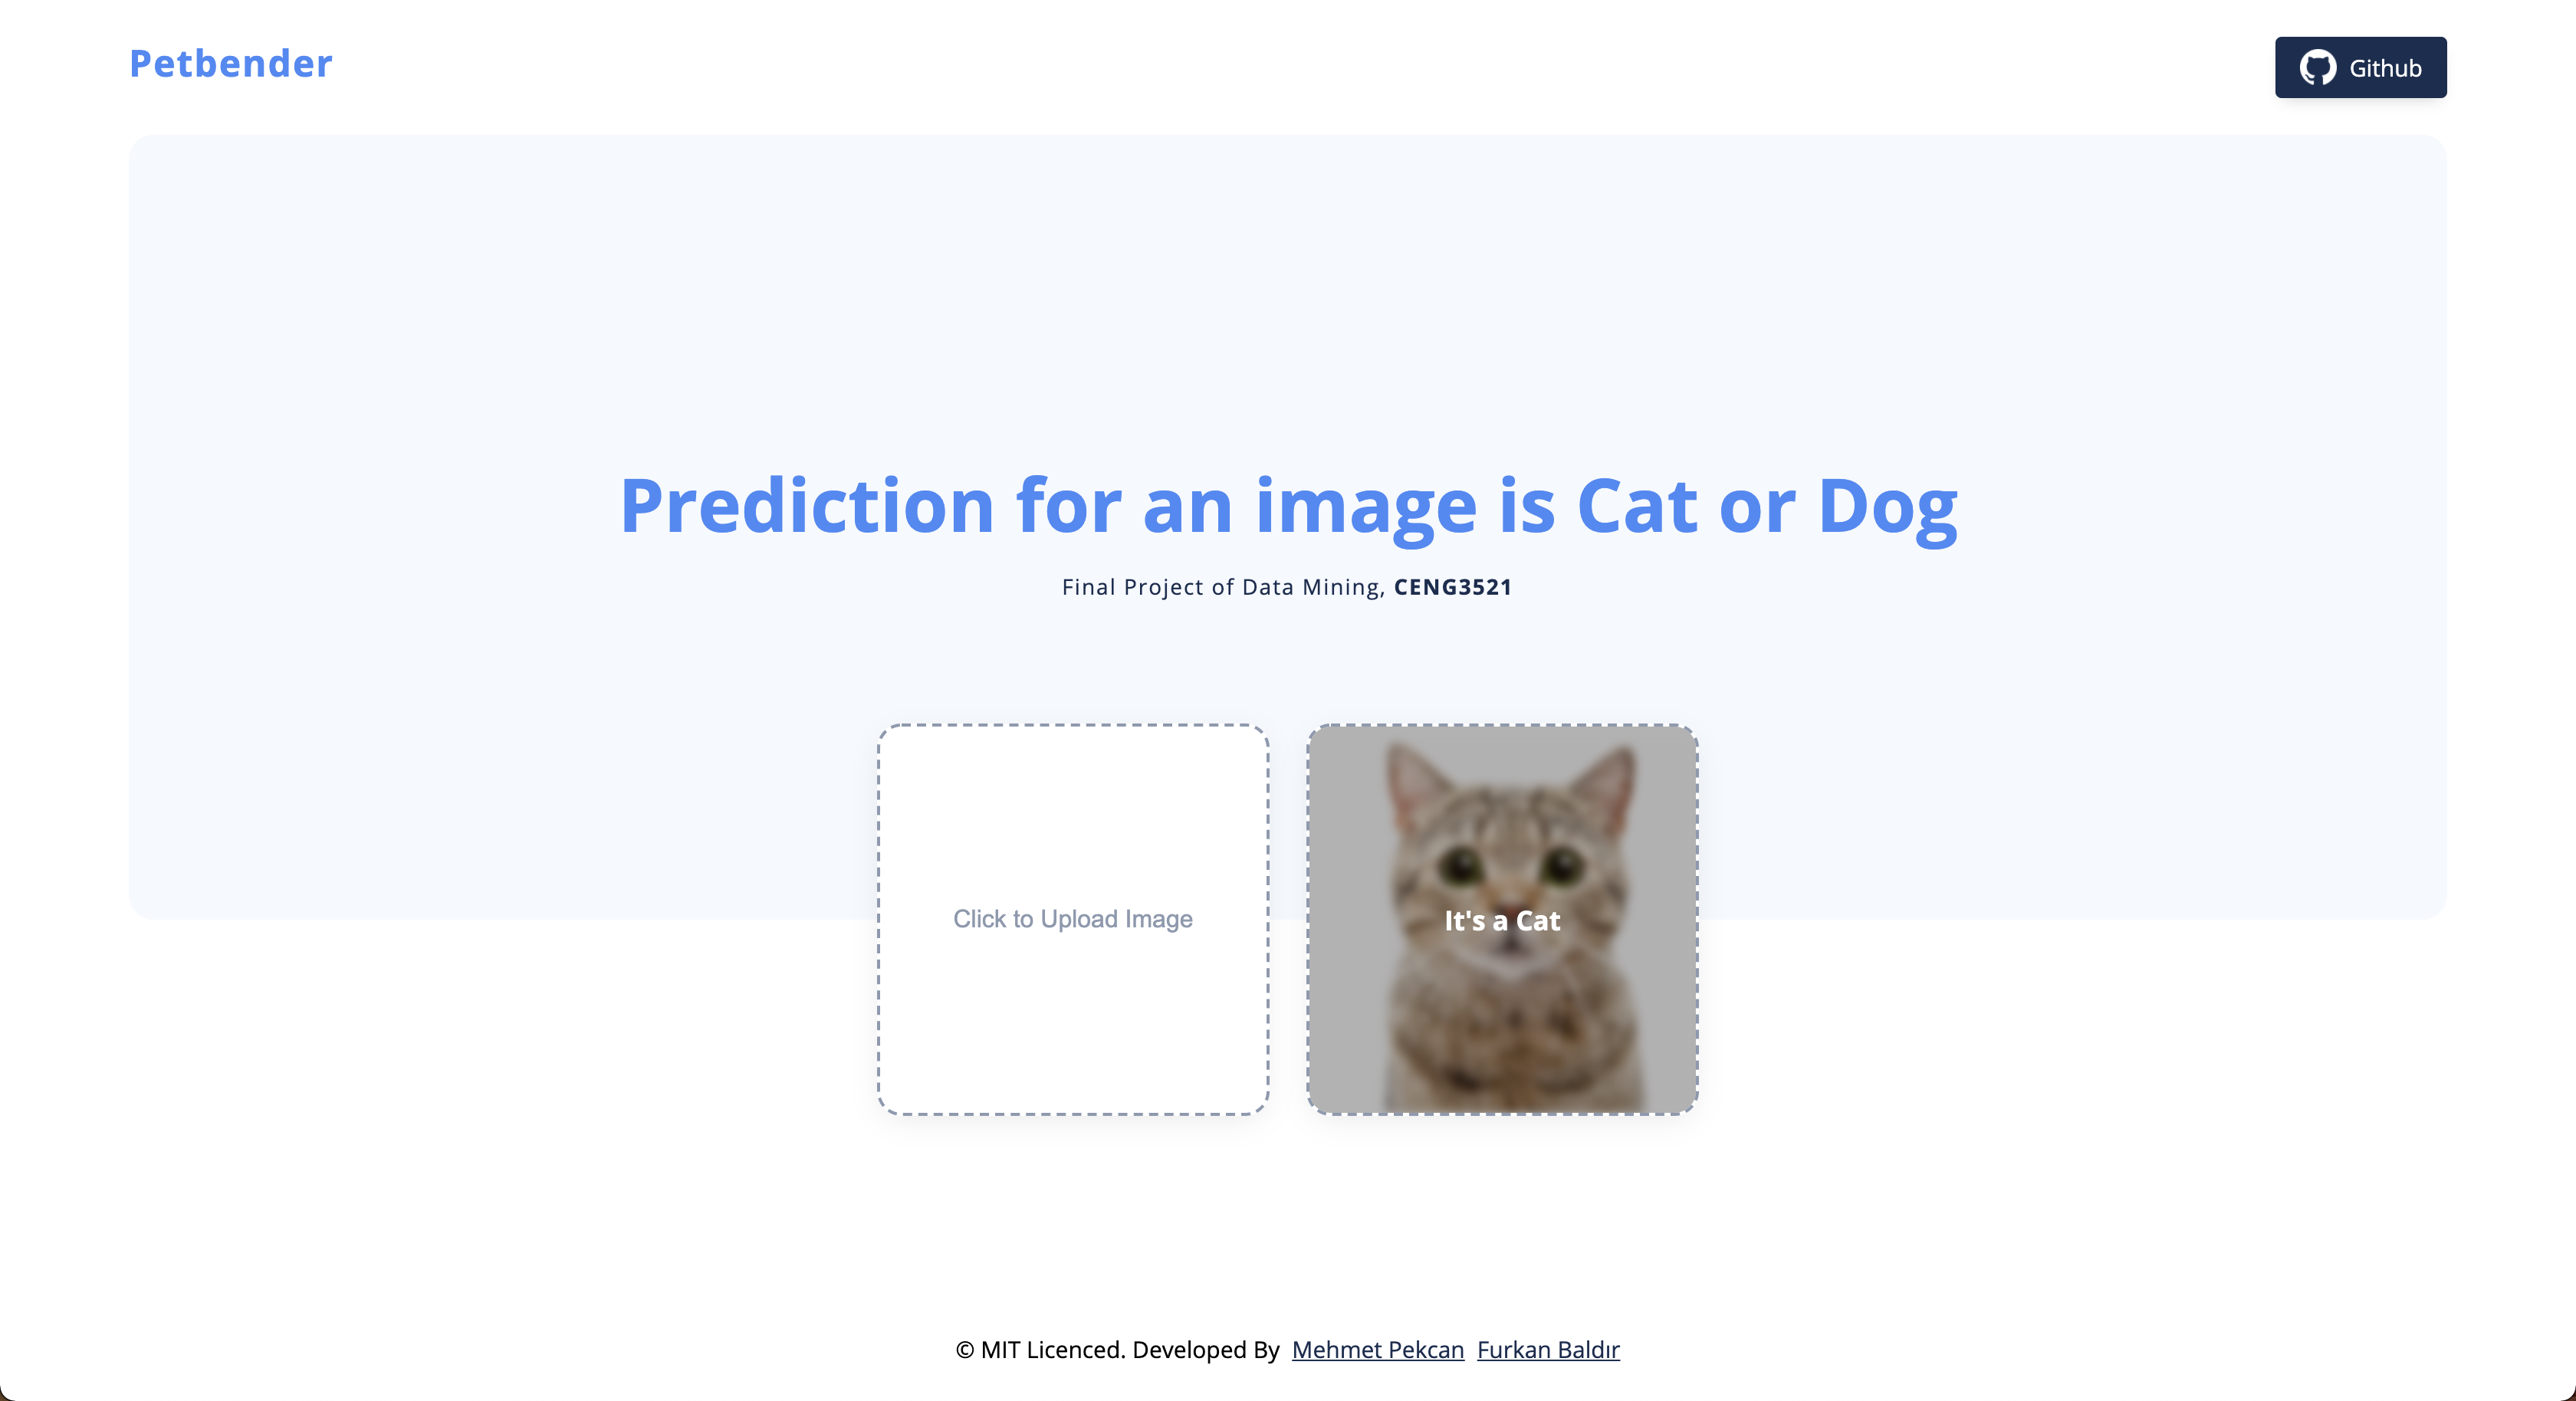 Petbender
Github
Prediction for an image is Cat or Dog
Final Project of Data Mining, CENG3521
Click to Upload Image
It's a Cat
© MIT Licenced. Developed By Mehmet Pekcan Furkan Baldır